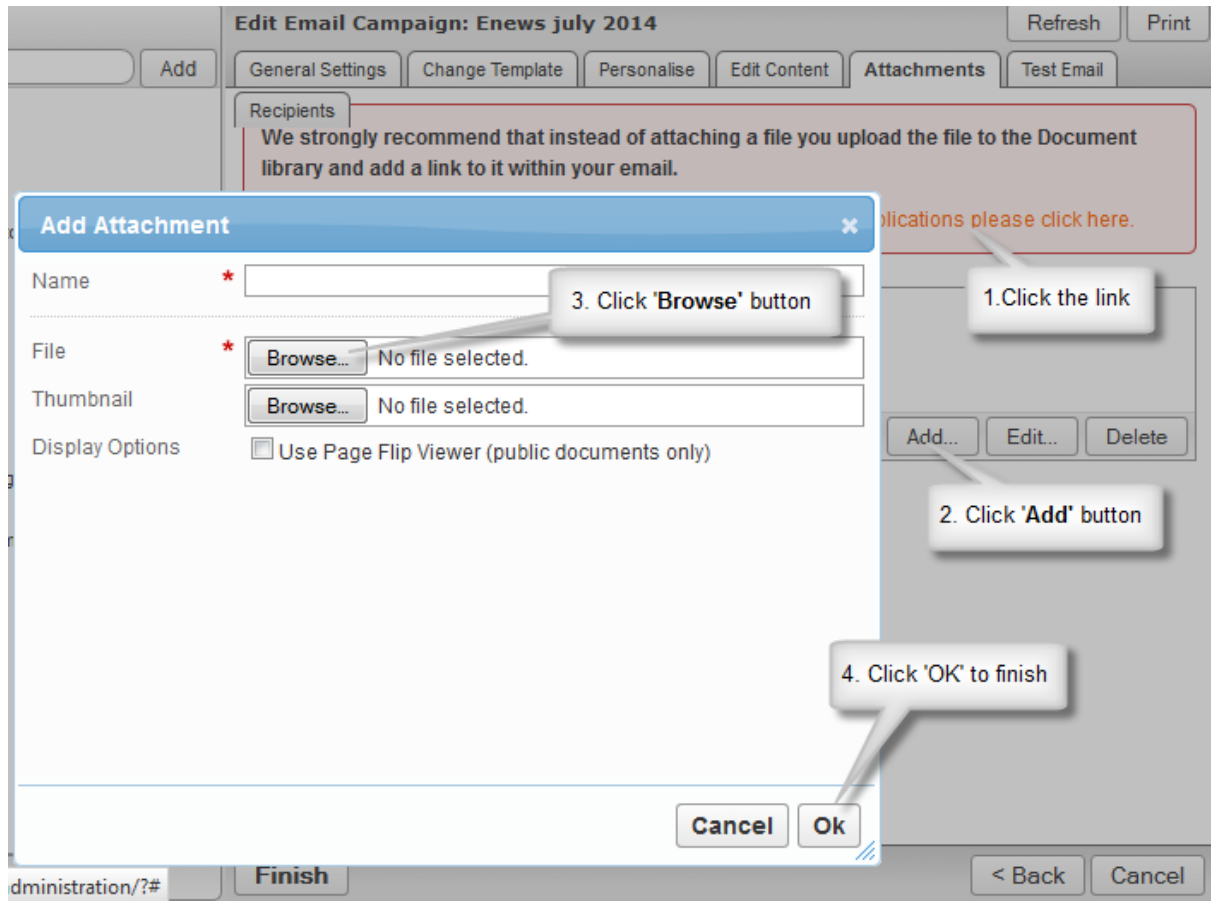 Edit Email Campaign: Enews july 2014
Refresh
Print
Add
General Settings
Change Template
Personalise
Edit Content
Attachments
Test Email
Recipients
We strongly recommend that instead of attaching a file you upload the file to the Document
library and add a link to it within your email.
please click here.
1.Click the link
Add Attachment
Name *
3. Click 'Browse' button
File *
Browse... No file selected.
Thumbnail
Browse... No file selected.
Display Options
Use Page Flip Viewer (public documents only)
Add...
Edit...
Delete
2. Click 'Add' button
4. Click 'OK' to finish
Cancel
Ok
Finish
< Back
Cancel
dministration/?#